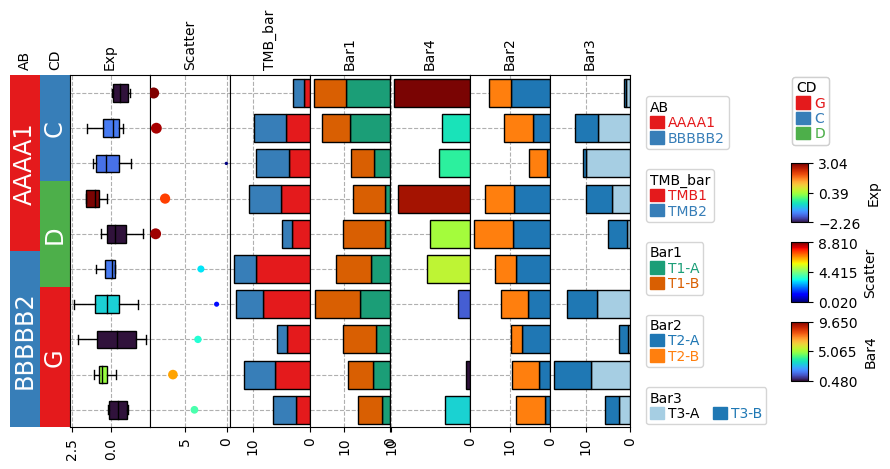 AB
CD
Exp
Scatter
TMB_bar
Bar1
Bar4
Bar2
Bar3
AAAA1
BBBBB2
C
D
G
2.5
0.0
5
0
10
0
10
0
10
0
10
0
10
0
AB
AAAA1
BBBBB2
TMB_bar
TMB1
TMB2
Bar1
T1-A
T1-B
Bar2
T2-A
T2-B
Bar3
T3-A T3-B
CD
G
C
D
3.04
0.39
−2.26
Exp
8.810
4.415
0.020
Scatter
9.650
5.065
0.480
Bar4